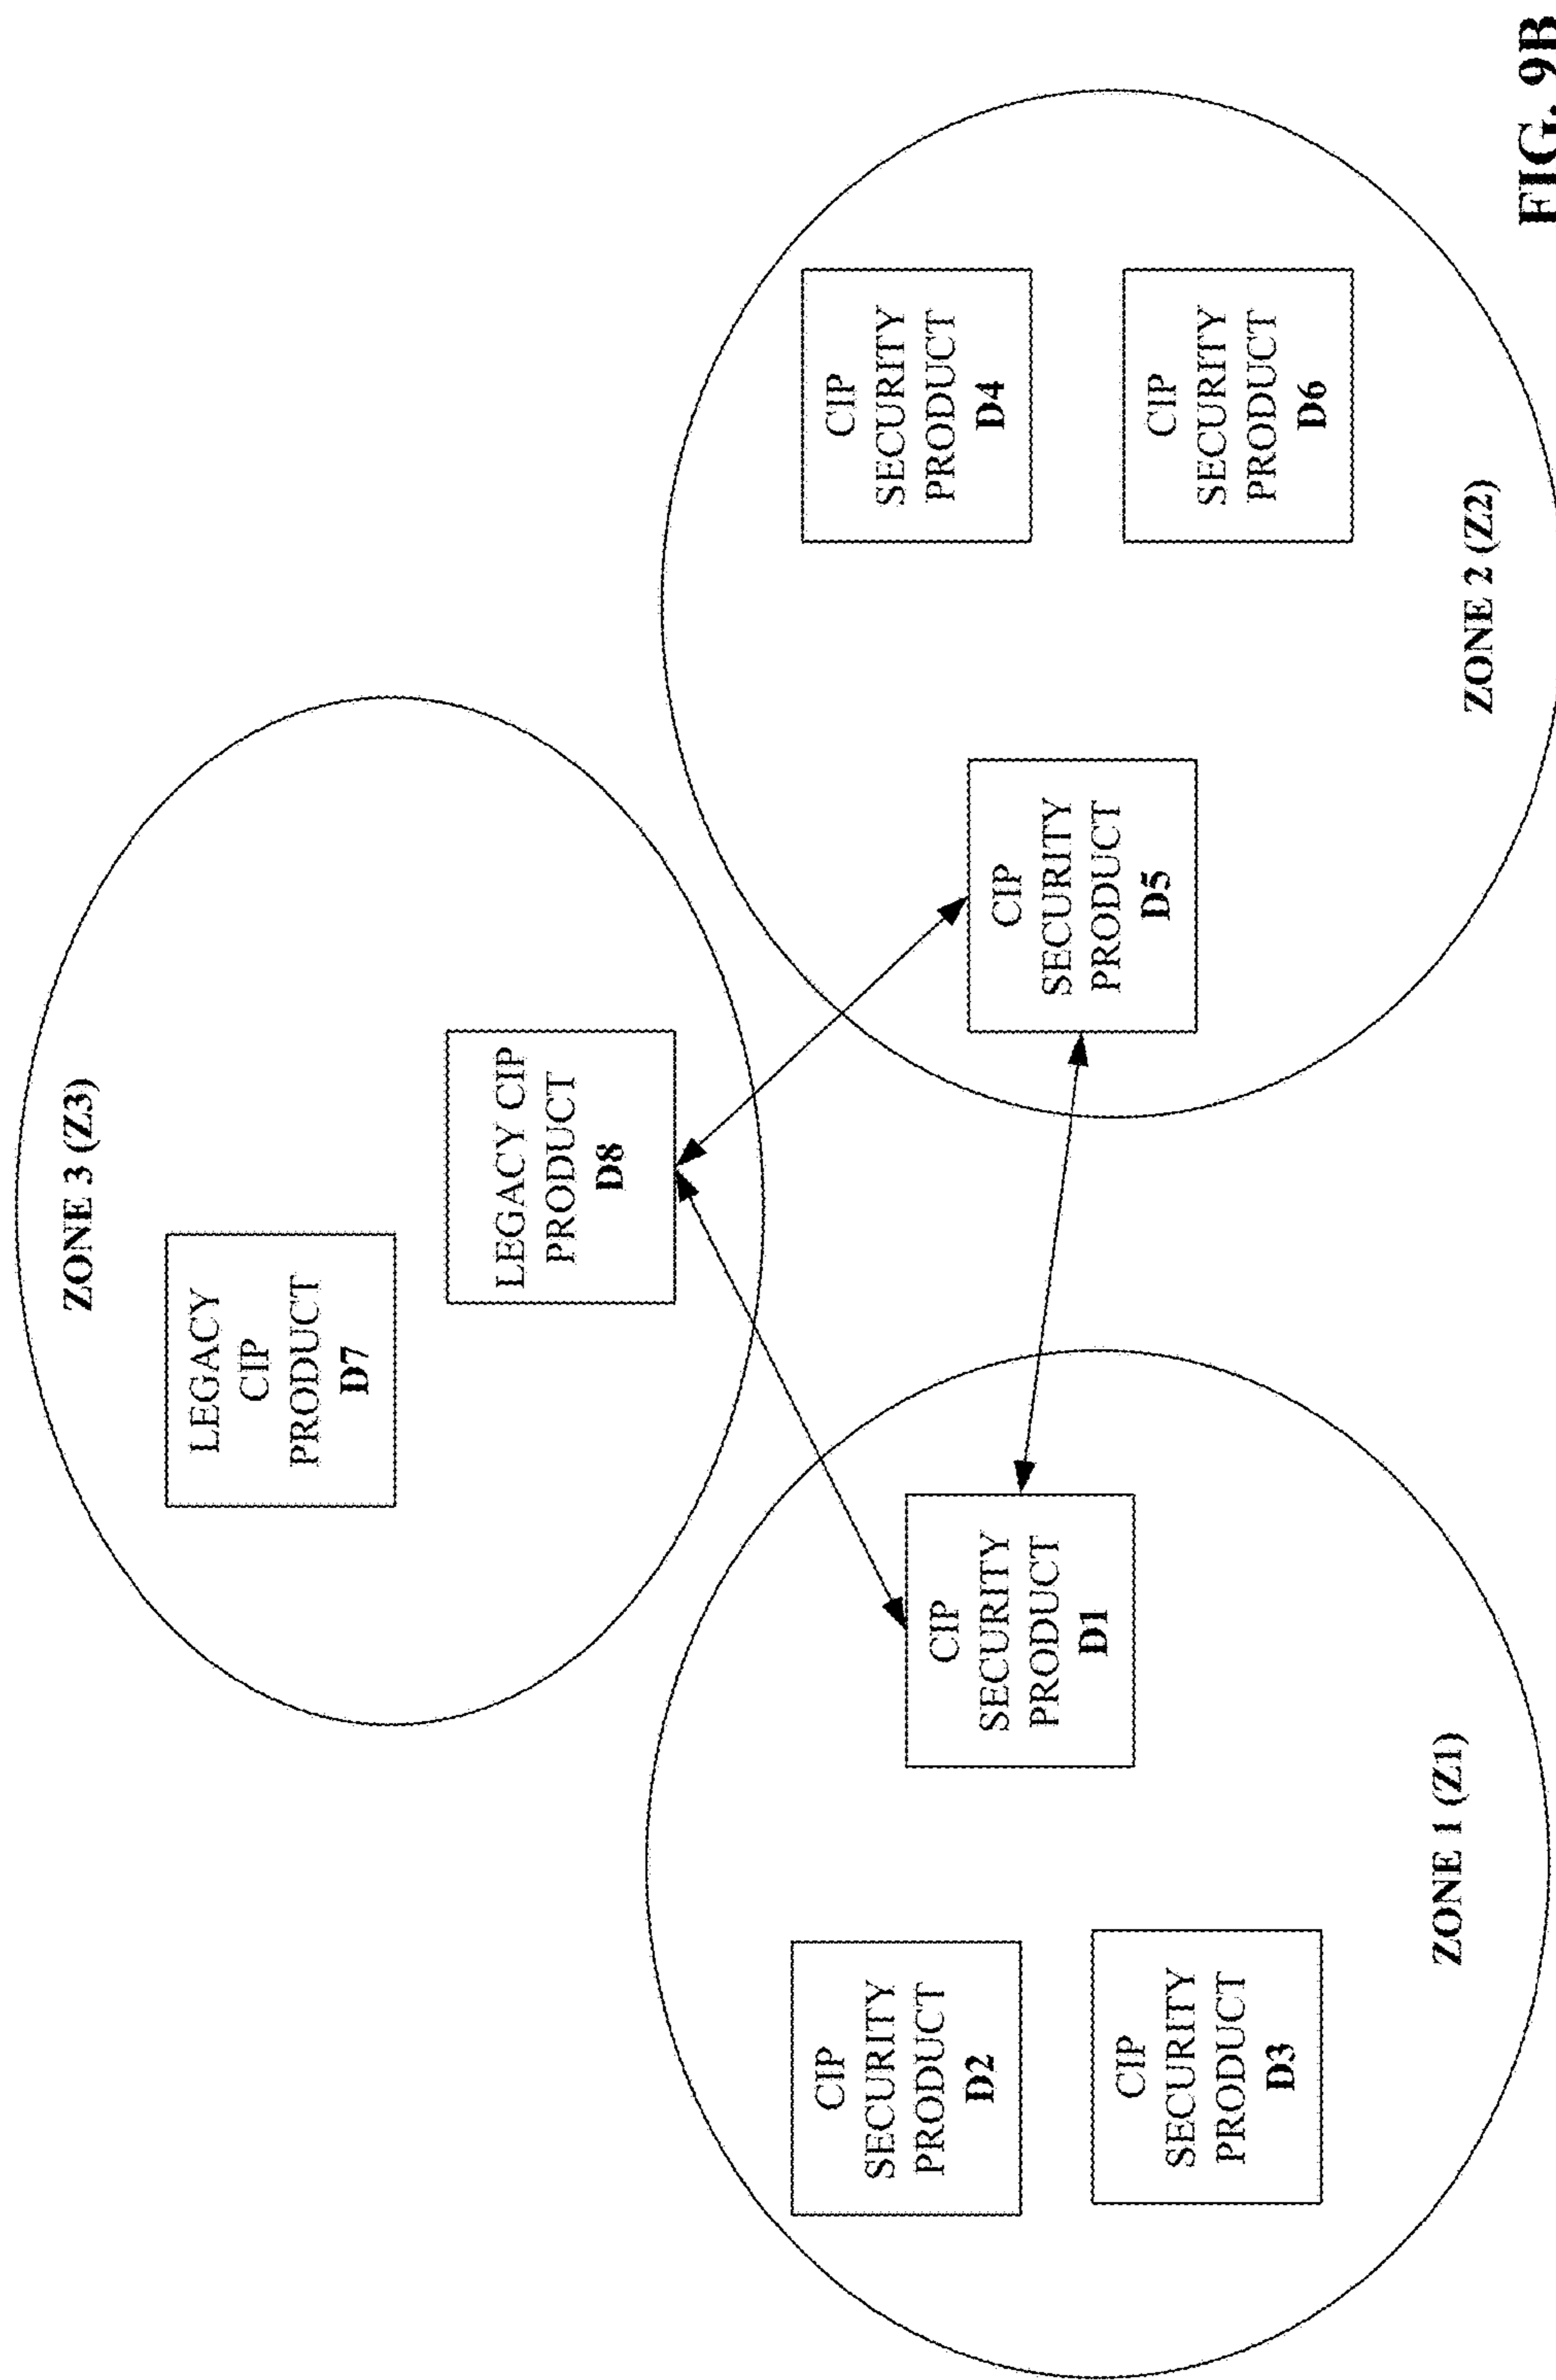 ZONE 3 (Z3)
LEGACY
CIP
PRODUCT
D7
LEGACY CIP
PRODUCT
D8
CIP
SECURITY
PRODUCT
D2
CIP
SECURITY
PRODUCT
D3
CIP
SECURITY
PRODUCT
D1
ZONE 1 (Z1)
CIP
SECURITY
PRODUCT
D5
CIP
SECURITY
PRODUCT
D4
CIP
SECURITY
PRODUCT
D6
ZONE 2 (Z2)
FIG. 9B